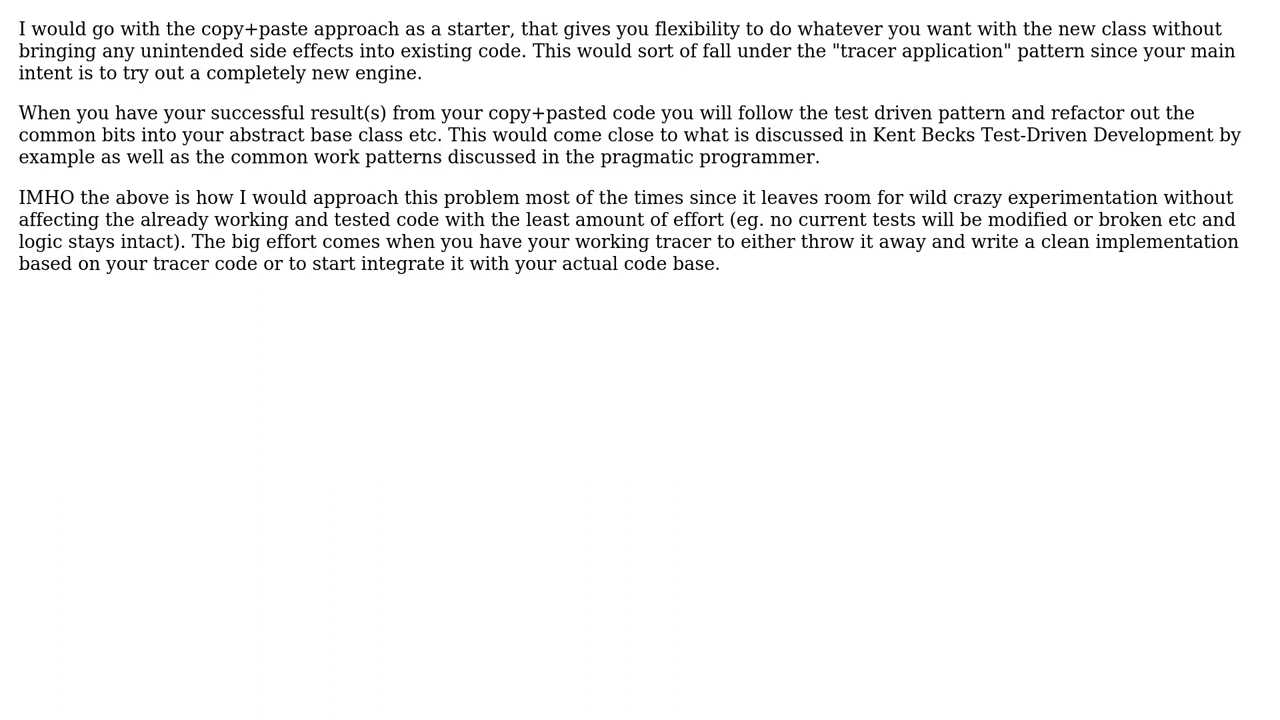 I would go with the copy+paste approach as a starter, that gives you flexibility to do whatever you want with the new class without
bringing any unintended side effects into existing code. This would sort of fall under the "tracer application" pattern since your main
intent is to try out a completely new engine.
When you have your successful result(s) from your copy+pasted code you will follow the test driven pattern and refactor out the
common bits into your abstract base class etc. This would come close to what is discussed in Kent Becks Test-Driven Development by
example as well as the common work patterns discussed in the pragmatic programmer.
IMHO the above is how I would approach this problem most of the times since it leaves room for wild crazy experimentation without
affecting the already working and tested code with the least amount of effort (eg. no current tests will be modified or broken etc and
logic stays intact). The big effort comes when you have your working tracer to either throw it away and write a clean implementation
based on your tracer code or to start integrate it with your actual code base.